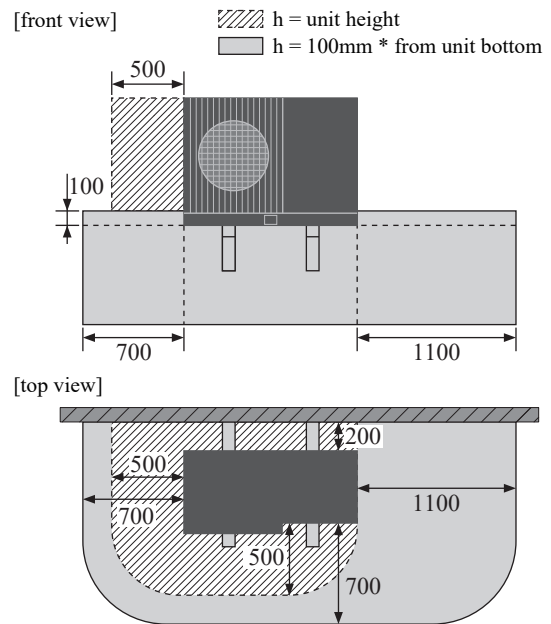 [front view]
h = unit height
h = 100mm * from unit bottom
500
100
700
1100
[top view]
200
500
700
1100
500
700